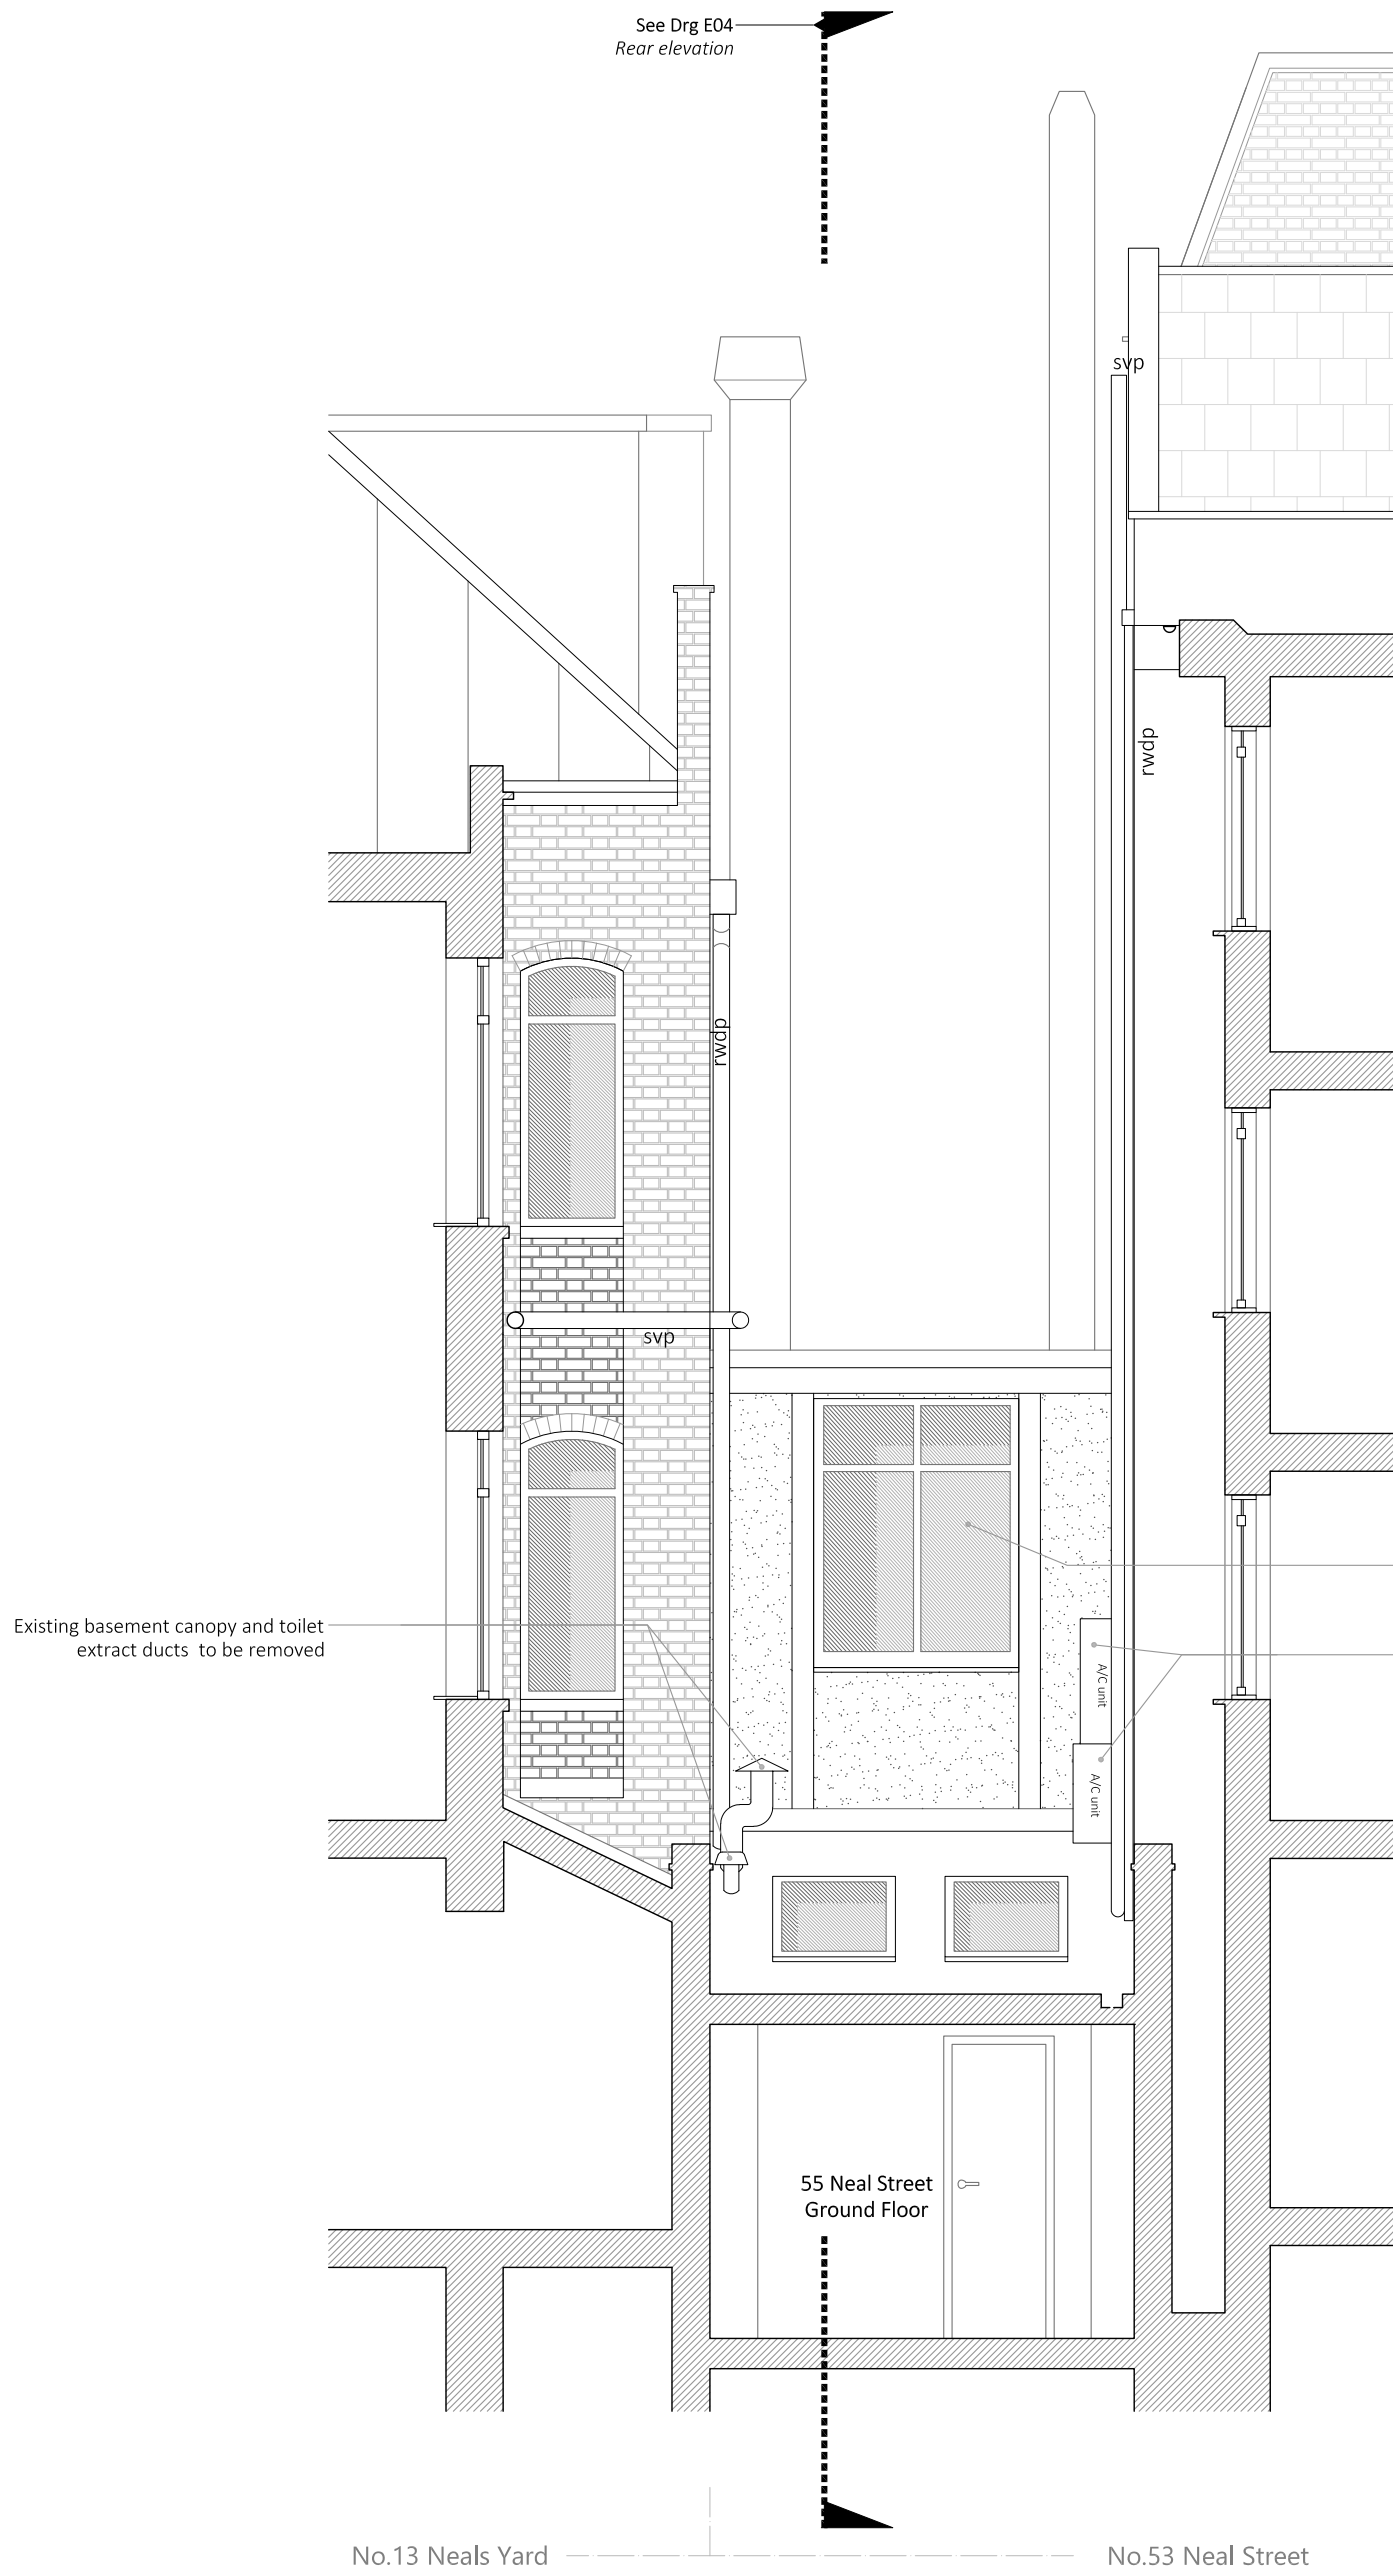 See Drg E04
Rear elevation
svp
rwdp
rwdp
svp
Existing basement canopy and toilet
extract ducts to be removed
A/C unit
A/C unit
55 Neal Street
Ground Floor
No.13 Neals Yard
No.53 Neal Street